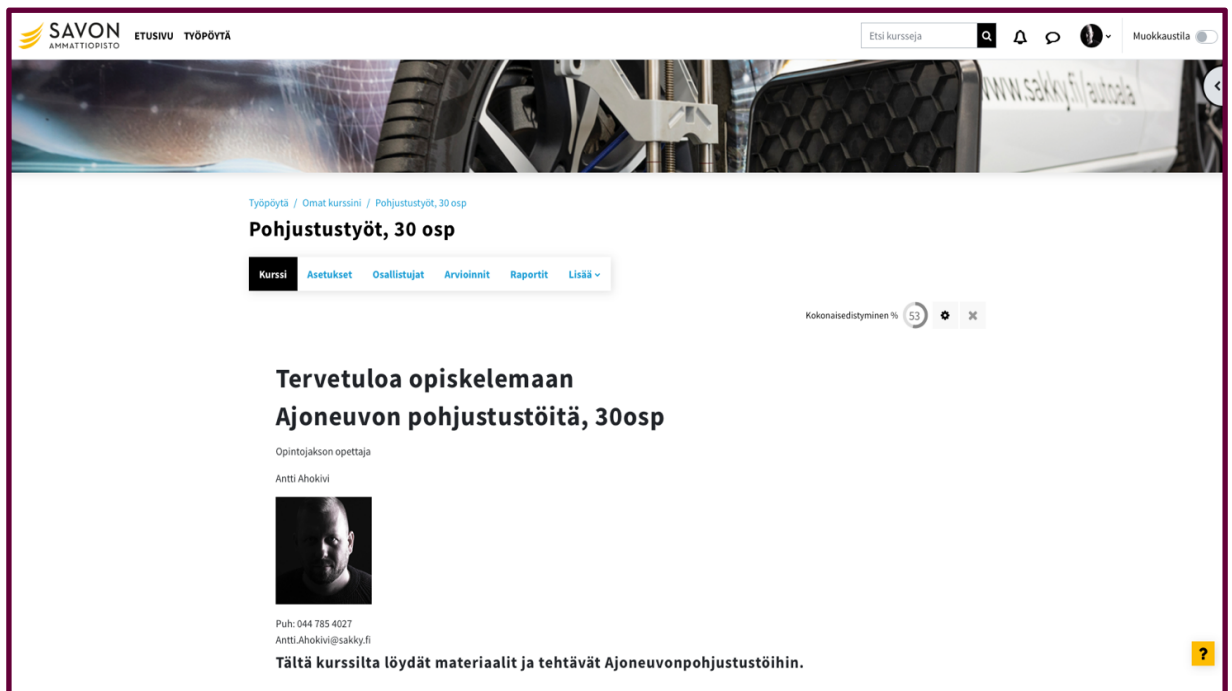 SAVON
AMMATTIOPISTO
ETUSIVU TYÖPÖYTÄ
Etsi kursseja
Muokkaustila
www.sakky.fi/autoala
Työpöytä / Omat kurssini / Pohjustustyöt, 30 osp
Pohjustustyöt, 30 osp
Kurssi Asetukset Osallistujat Arvioinnit Raportit Lisää
Kokonaisedistyminen % 53
Tervetuloa opiskelemaan
Ajoneuvon pohjustustöitä, 30osp
Opintojakson opettaja
Antti Ahokivi
Puh: 044 785 4027
Antti.Ahokivi@sakky.fi
Tältä kurssilta löydät materiaalit ja tehtävät Ajoneuvonpohjustustöihin.
?